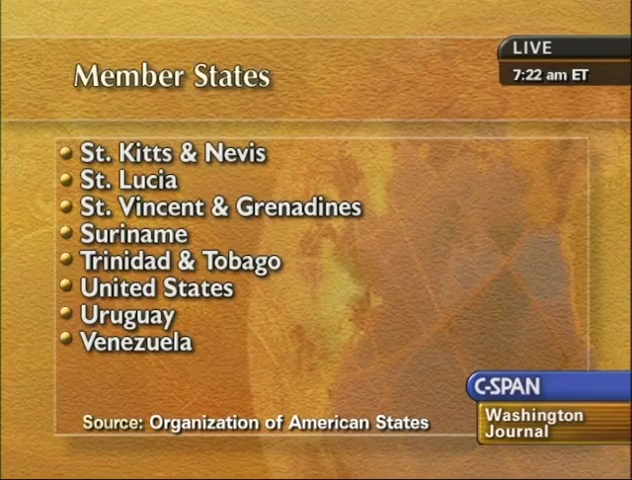 LIVE
7:22 am ET
Member States
St. Kitts & Nevis
St. Lucia
St. Vincent & Grenadines
Suriname
Trinidad & Tobago
United States
Uruguay
Venezuela
Source: Organization of American States
C-SPAN
Washington
Journal